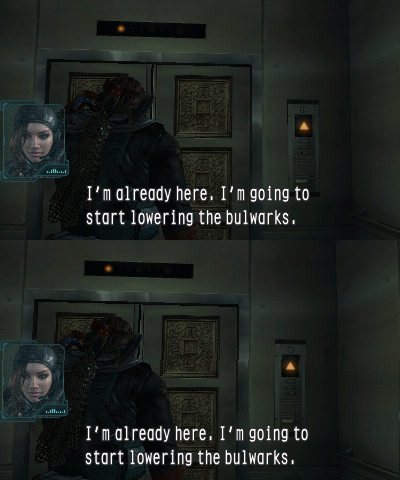 I'm already here. I'm going to
start lowering the bulwarks.
I'm already here. I'm going to
start lowering the bulwarks.